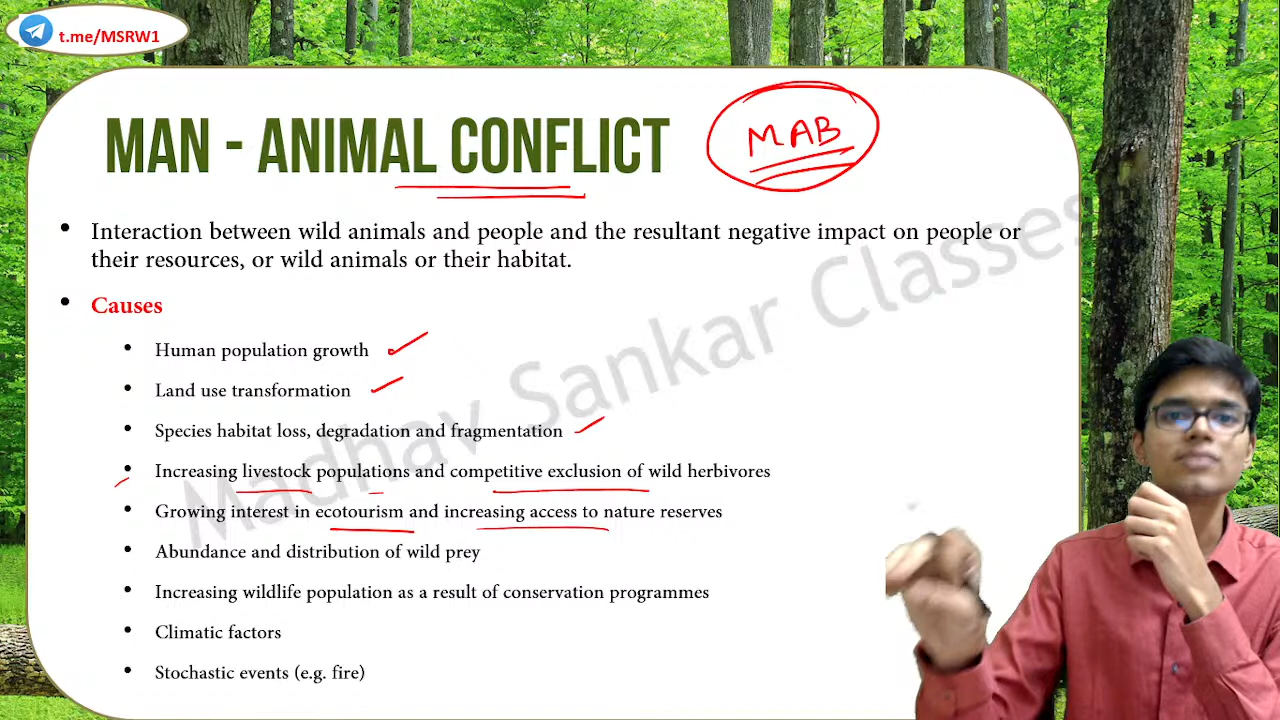 t.me/MSRW1
MAN - ANIMAL CONFLICT
MAB
• Interaction between wild animals and people and the resultant negative impact on people or
their resources, or wild animals or their habitat.
• Causes
• Human population growth
• Land use transformation
• Species habitat loss, degradation and fragmentation
• Increasing livestock populations and competitive exclusion of wild herbivores
• Growing interest in ecotourism and increasing access to nature reserves
• Abundance and distribution of wild prey
• Increasing wildlife population as a result of conservation programmes
• Climatic factors
• Stochastic events (e.g. fire)
Madhav Sankar Classes